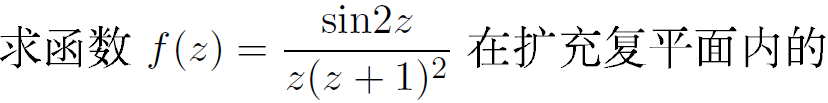 求函数 $f(z) = \dfrac{\sin 2z}{z(z+1)^2}$ 在扩充复平面内的